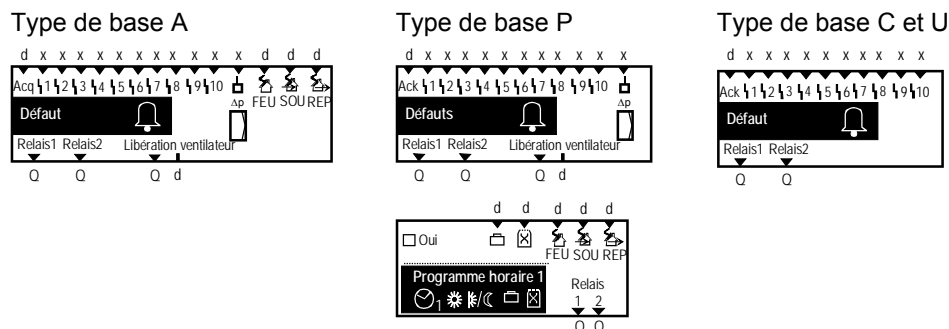 Type de base A
Type de base P
Type de base C et U
d x x x x x x x x x x x d d d
Acq 1 2 3 4 5 6 7 8 9 10
Δp
FEU SOU REP
Défaut
Relais1 Relais2 Libération ventilateur
Q Q Q d
d x x x x x x x x x x x
Ack 1 2 3 4 5 6 7 8 9 10
Δp
Défauts
Relais1 Relais2 Libération ventilateur
Q Q Q d
d x x x x x x x x x x
Ack 1 2 3 4 5 6 7 8 9 10
Défaut
Relais1 Relais2
Q Q
d d d d d
Oui
FEU SOU REP
Programme horaire 1
1 /
Relais
1 2
Q Q